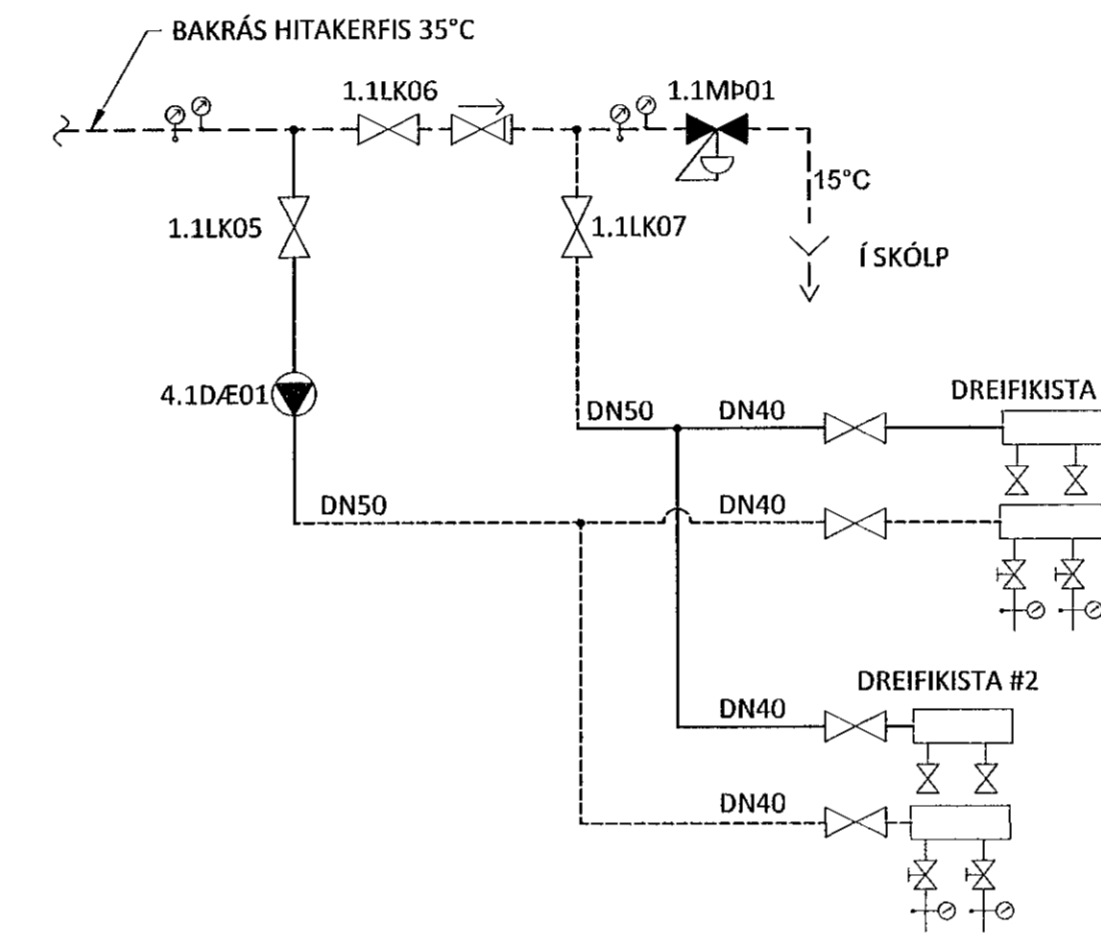 BAKRÁS HITAKERFIS 35°C
1.1LK06
1.1MÞ01
15°C
1.1LK05
1.1LK07
Í SKÓLP
4.1DÆ01
DN50
DN40
DREIFIKISTA
DN50
DN40
DREIFIKISTA #2
DN40
DN40